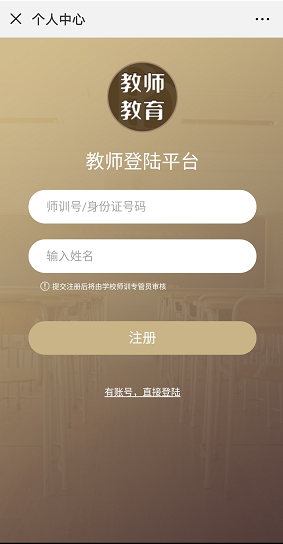 个人中心
教师
教育
教师登陆平台
师训号/身份证号码
输入姓名
提交注册后将由学校师训专管员审核
注册
有账号，直接登陆